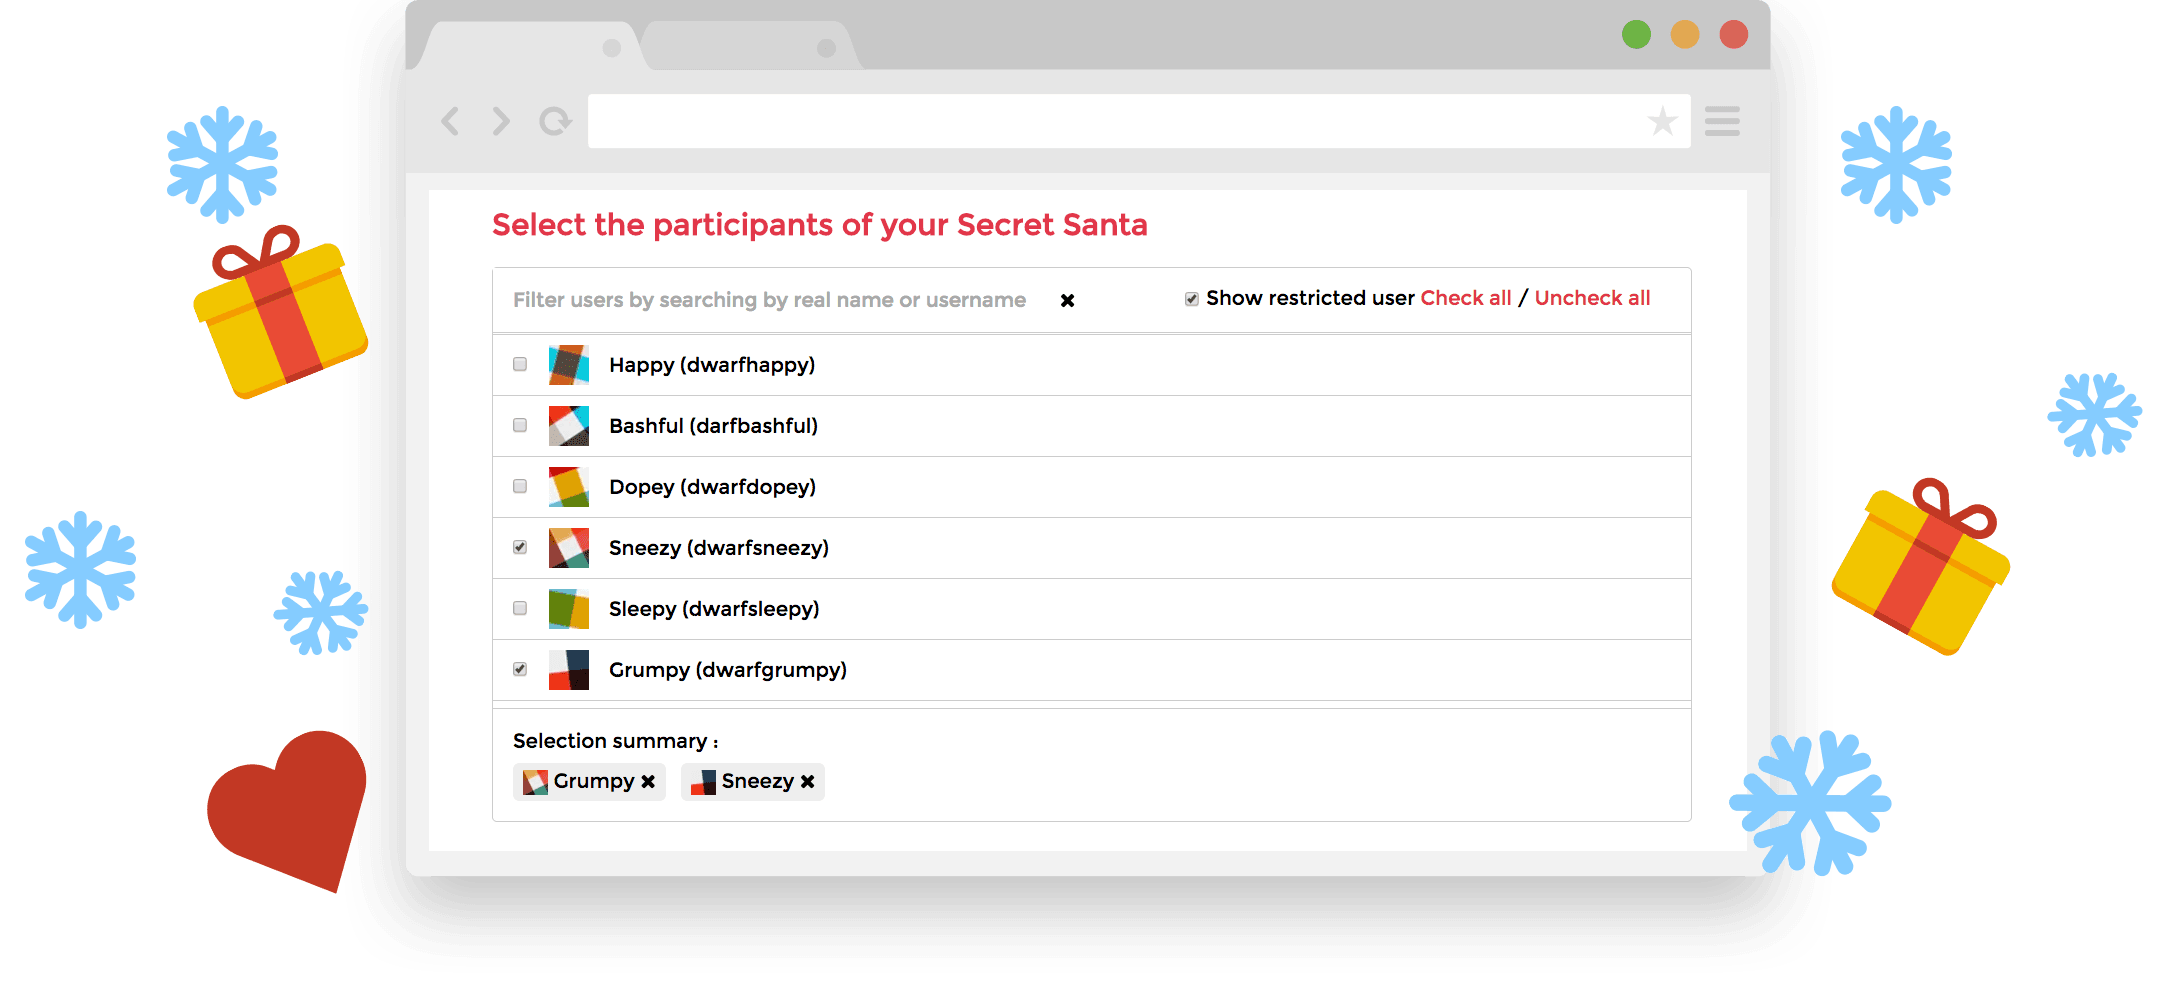 Select the participants of your Secret Santa
Filter users by searching by real name or username Show restricted user Check all / Uncheck all
Happy (dwarfhappy)
Bashful (darfbashful)
Dopey (dwarfdopey)
Sneezy (dwarfsneezy)
Sleepy (dwarfsleepy)
Grumpy (dwarfgrumpy)
Selection summary :
Grumpy Sneezy